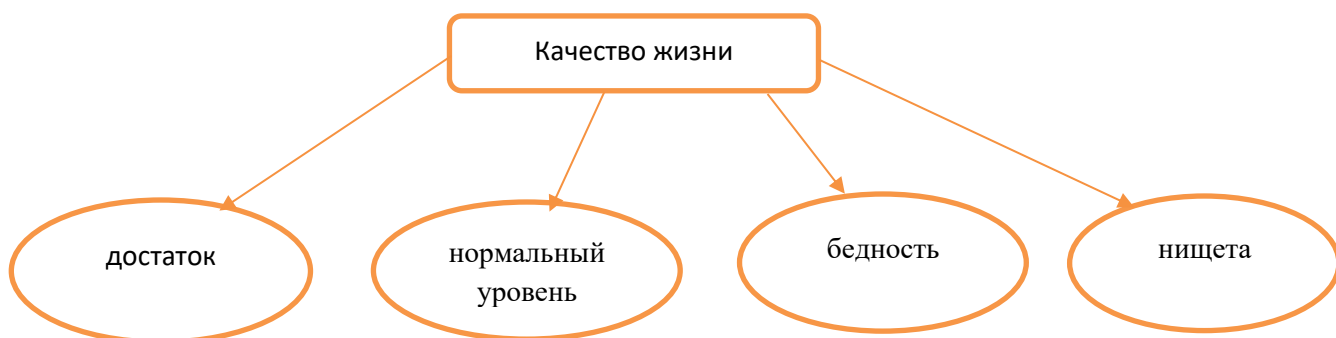 Качество жизни
достаток
нормальный
уровень
бедность
нищета